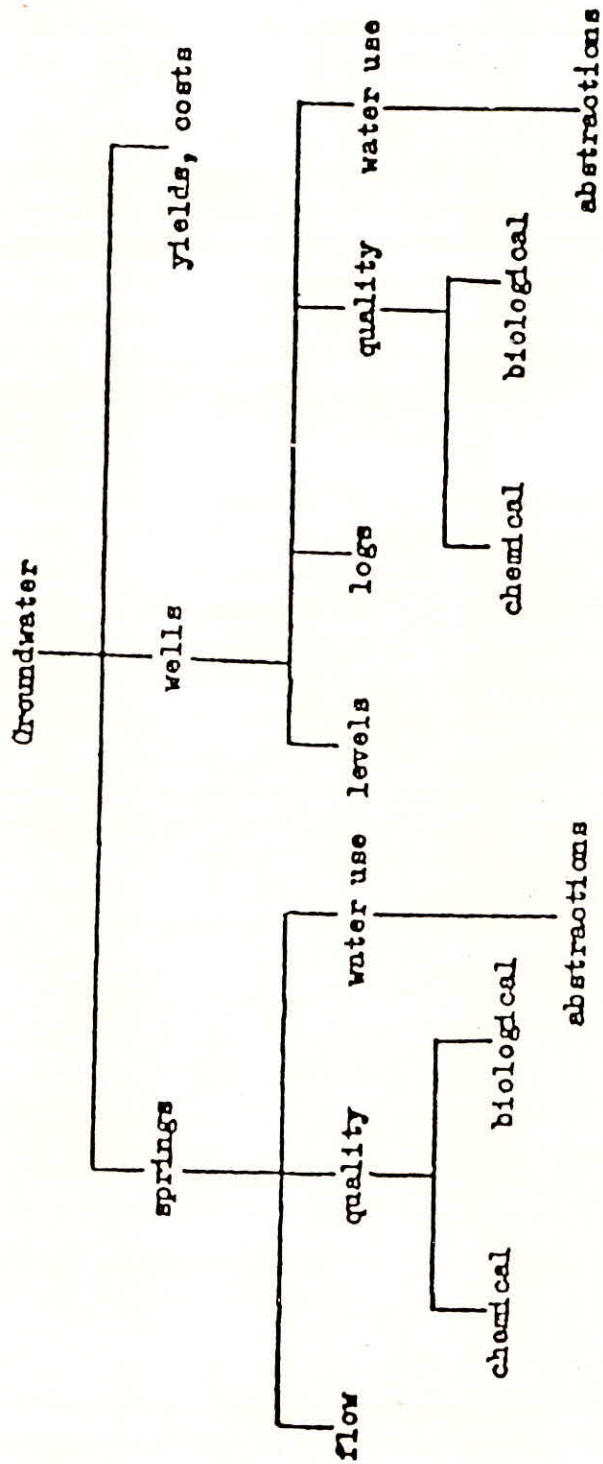 Groundwater
springs
wells
yields, costs
flow
quality
water use
levels
logs
quality
water use
chemical
biological
abstractions
chemical
biological
abstractions